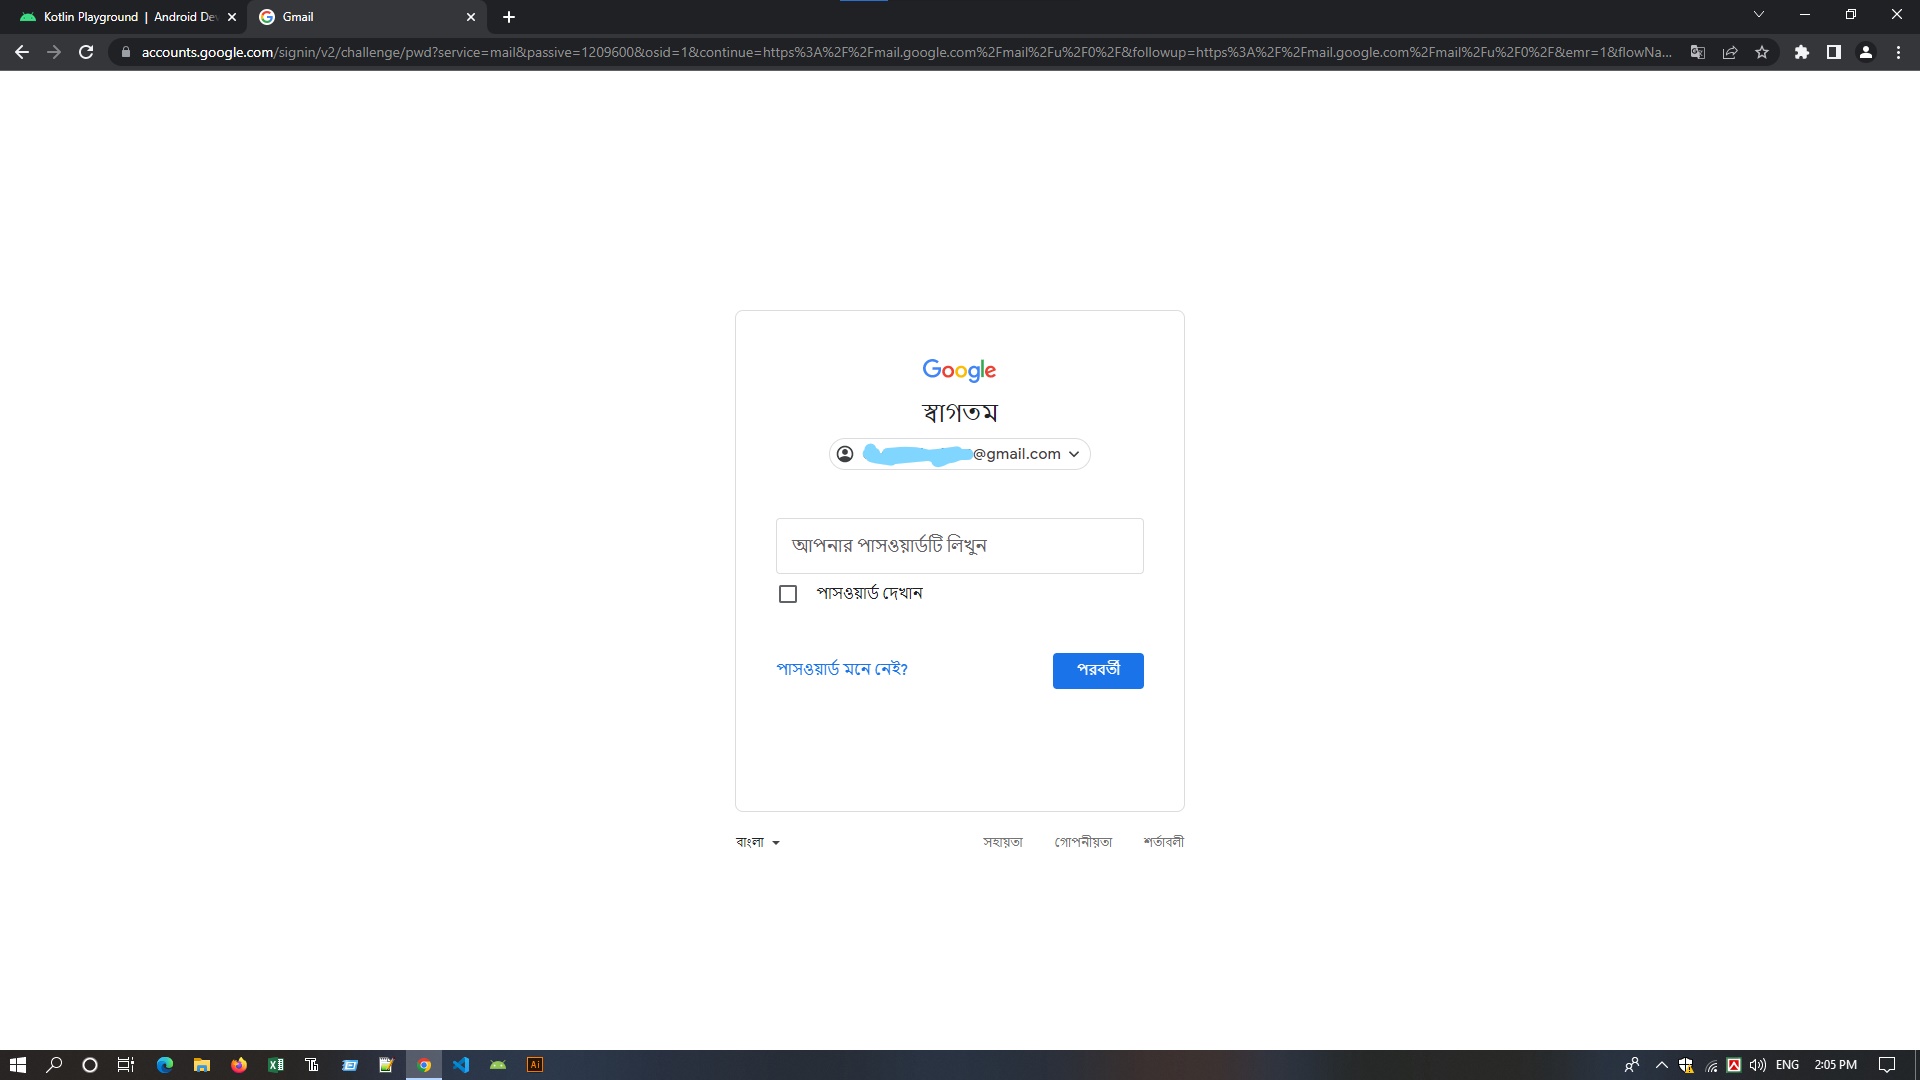 Kotlin Playground | Android De
Gmail
accounts.google.com/signin/v2/challenge/pwd?service=mail&passive=1209600&osid=1&continue=https%3A%2F%2Fmail.google.com%2Fmail%2Fu%2F0%2F&followup=https%3A%2F%2Fmail.google.com%2Fmail%2Fu%2F0%2F&emr=1&flowNa...
Google
স্বাগতম
@gmail.com
আপনার পাসওয়ার্ডটি লিখুন
পাসওয়ার্ড দেখান
পাসওয়ার্ড মনে নেই?
পরবর্তী
বাংলা
সহায়তা গোপনীয়তা শর্তাবলী
Ai
ENG 2:05 PM